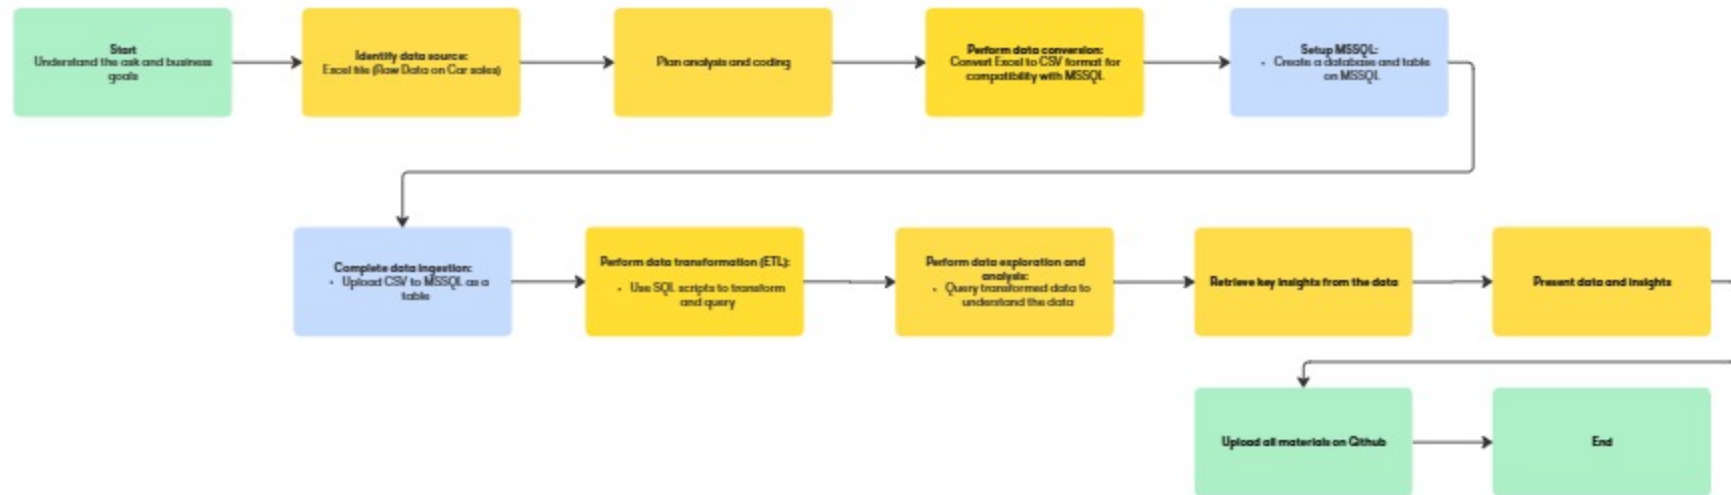 Start
Understand the ask and business
goals
Identify data source:
Excel file (Raw Data on Car sales)
Plan analysis and coding
Perform data conversion:
Convert Excel to CSV format for
compatibility with MSSQL
Setup MSSQL:
• Create a database and table
on MSSQL
Complete data ingestion:
• Upload CSV to MSSQL as a
table
Perform data transformation (ETL):
• Use SQL scripts to transform
and query
Perform data exploration and
analysis:
• Query transformed data to
understand the data
Retrieve key insights from the data
Present data and insights
Upload all materials on Github
End